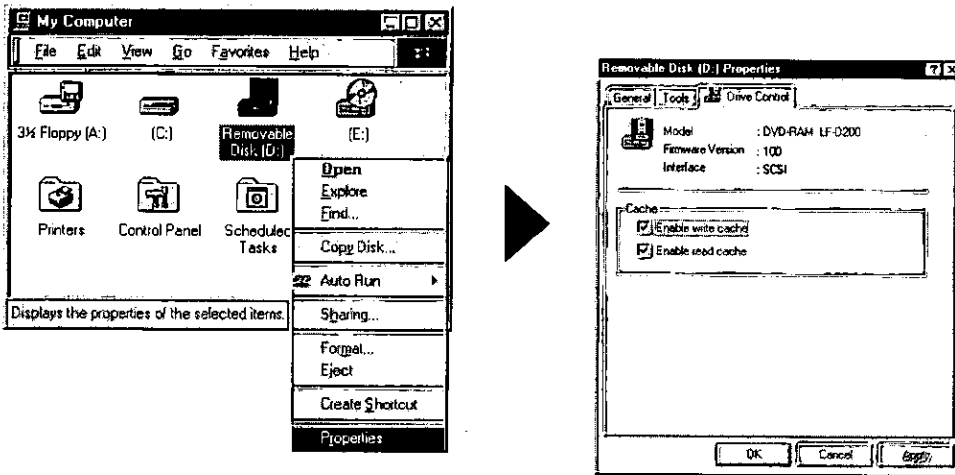 My Computer
File Edit View Go Favorites Help
3½ Floppy (A:) (C:) Removable Disk (D:) (E:)
Printers Control Panel Scheduled Tasks
Open
Explore
Find...
Copy Disk...
Auto Run
Sharing...
Format...
Eject
Create Shortcut
Properties
Displays the properties of the selected items.
Removable Disk (D:) Properties
General Tools Drive Control
Model : DVD-RAM LF-D200
Firmware Version : 100
Interface : SCSI
Cache
Enable write cache
Enable read cache
OK Cancel Apply